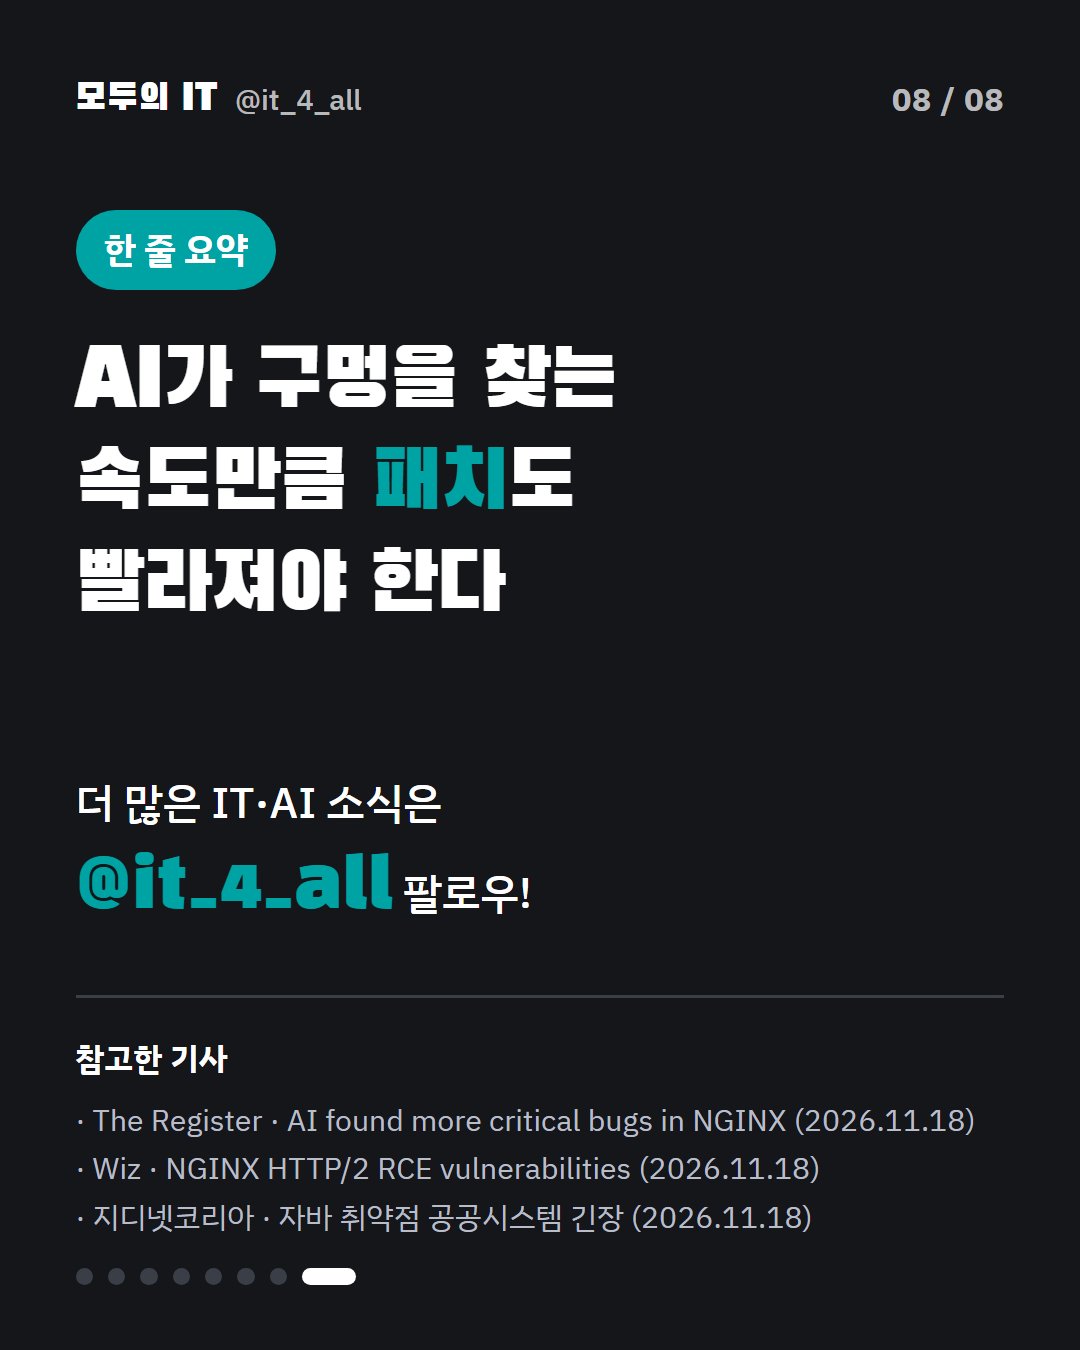 모두의 IT @it_4_all
08 / 08
한 줄 요약
AI가 구멍을 찾는
속도만큼 패치도
빨라져야 한다
더 많은 IT·AI 소식은
@it_4_all 팔로우!
참고한 기사
· The Register · AI found more critical bugs in NGINX (2026.11.18)
· Wiz · NGINX HTTP/2 RCE vulnerabilities (2026.11.18)
· 지디넷코리아 · 자바 취약점 공공시스템 긴장 (2026.11.18)